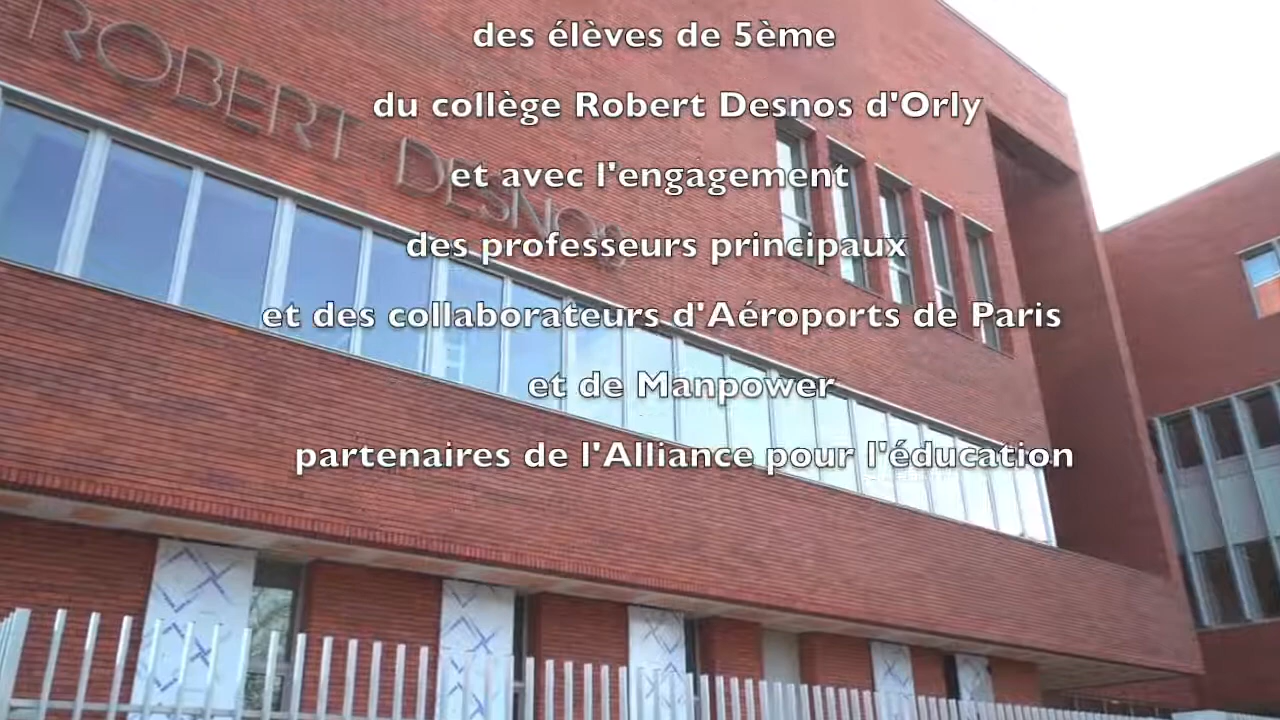 ROBERT DESNOS
des élèves de 5ème
du collège Robert Desnos d'Orly
et avec l'engagement
des professeurs principaux
et des collaborateurs d'Aéroports de Paris
et de Manpower
partenaires de l'Alliance pour l'éducation